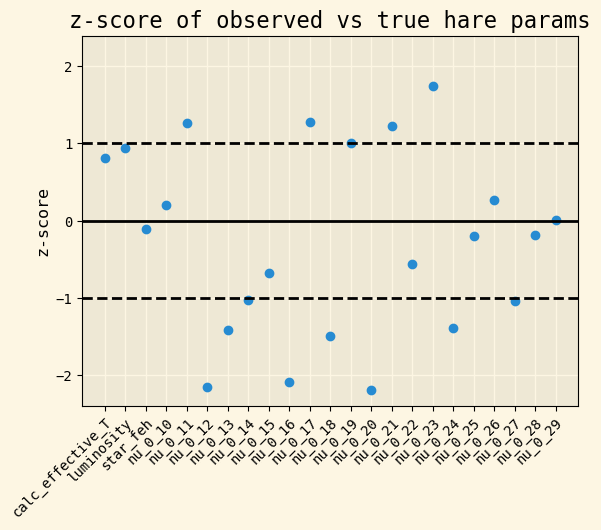 z-score of observed vs true hare params
z-score
2
1
0
−1
−2
calc_effective_T
luminosity
star_feh
nu_0_10
nu_0_11
nu_0_12
nu_0_13
nu_0_14
nu_0_15
nu_0_16
nu_0_17
nu_0_18
nu_0_19
nu_0_20
nu_0_21
nu_0_22
nu_0_23
nu_0_24
nu_0_25
nu_0_26
nu_0_27
nu_0_28
nu_0_29